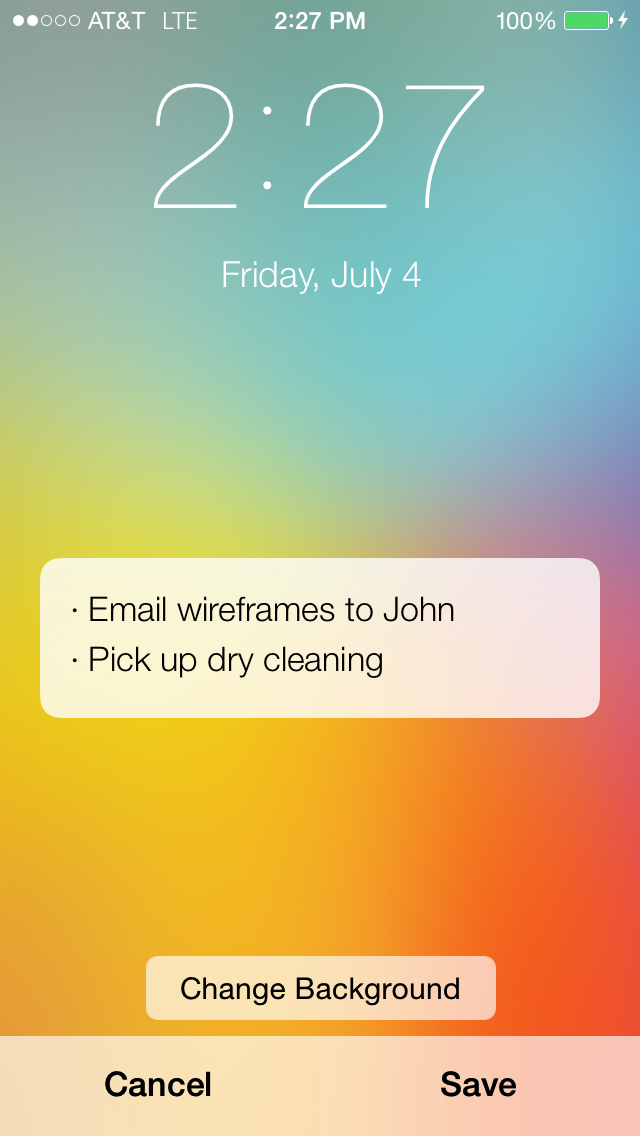 AT&T LTE 2:27 PM 100%
2:27
Friday, July 4
· Email wireframes to John
· Pick up dry cleaning
Change Background
Cancel Save